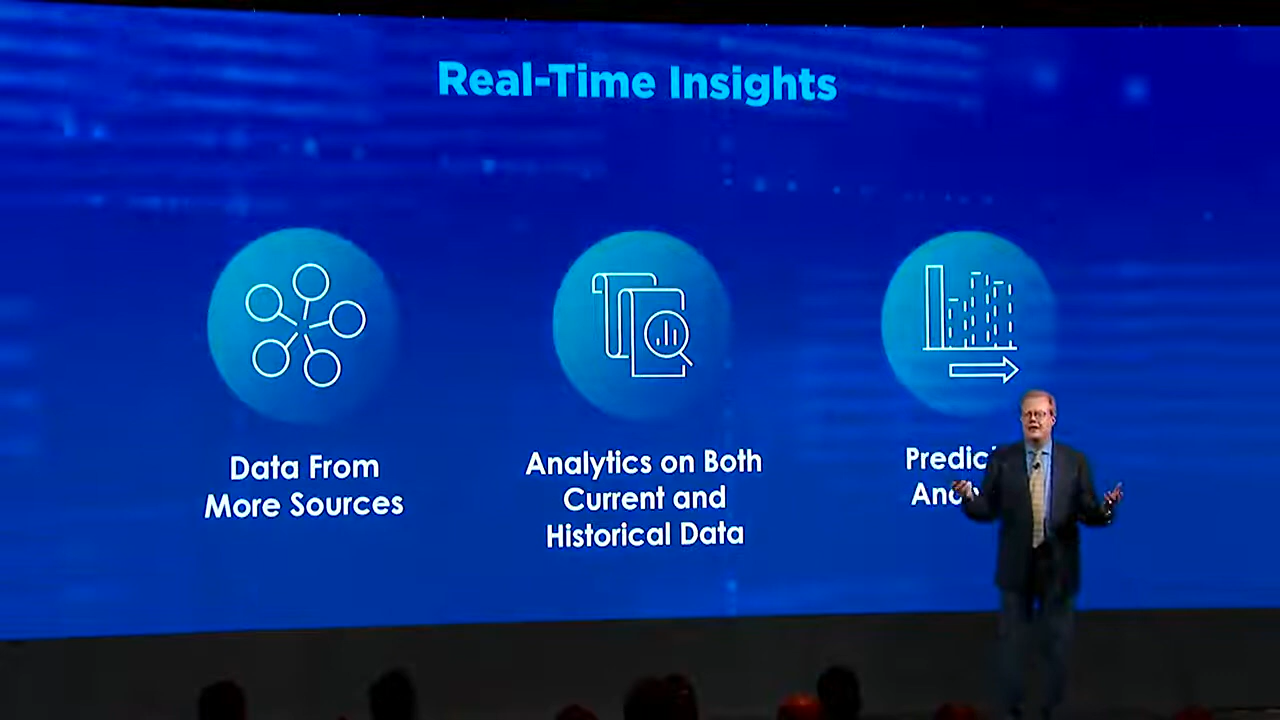 Real-Time Insights
Data From
More Sources
Analytics on Both
Current and
Historical Data